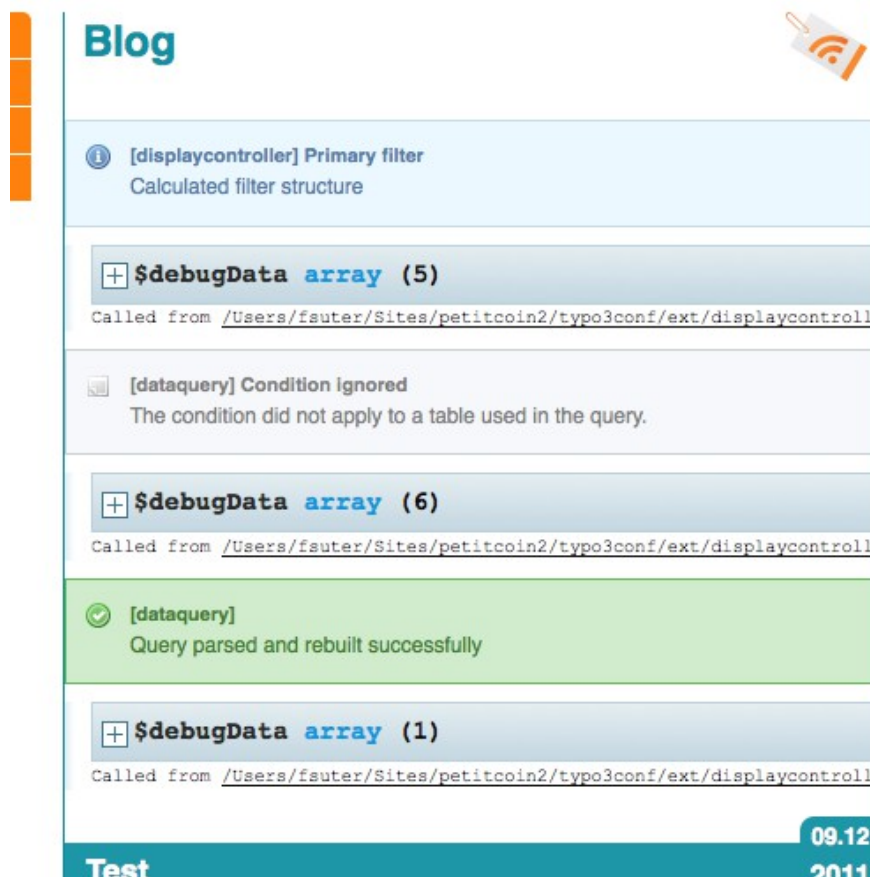 Blog
[displaycontroller] Primary filter
Calculated filter structure
$debugData array (5)
Called from /Users/fsuter/Sites/petitcoin2/typo3conf/ext/displaycontroll
[dataquery] Condition ignored
The condition did not apply to a table used in the query.
$debugData array (6)
Called from /Users/fsuter/Sites/petitcoin2/typo3conf/ext/displaycontroll
[dataquery]
Query parsed and rebuilt successfully
$debugData array (1)
Called from /Users/fsuter/Sites/petitcoin2/typo3conf/ext/displaycontroll
09.12
Test 2011